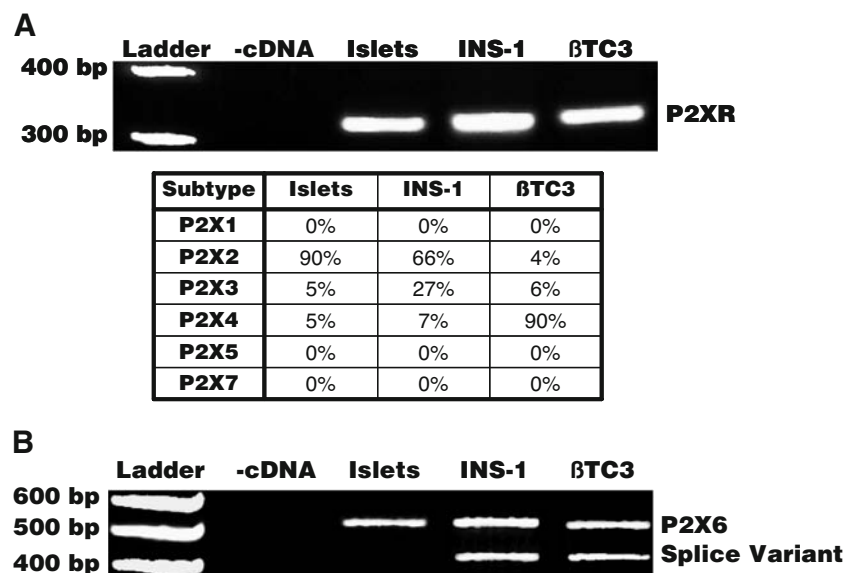 A
Ladder -cDNA Islets INS-1 ßTC3
400 bp
P2XR
300 bp
Subtype Islets INS-1 ßTC3
P2X1 0% 0% 0%
P2X2 90% 66% 4%
P2X3 5% 27% 6%
P2X4 5% 7% 90%
P2X5 0% 0% 0%
P2X7 0% 0% 0%
B
Ladder -cDNA Islets INS-1 ßTC3
600 bp
500 bp P2X6
Splice Variant
400 bp